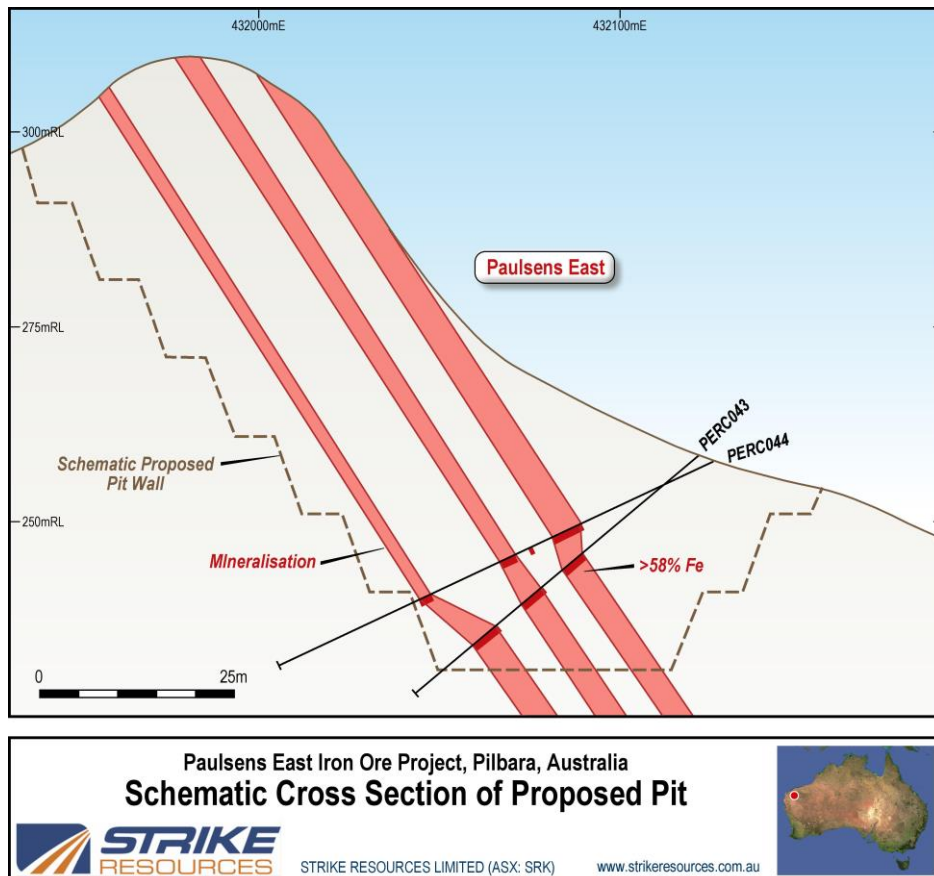 432000mE
432100mE
300mRL
Paulsens East
275mRL
PERC043
PERC044
Schematic Proposed
Pit Wall
250mRL
MIneralisation
>58% Fe
0
25m
Paulsens East Iron Ore Project, Pilbara, Australia
Schematic Cross Section of Proposed Pit
STRIKE
RESOURCES
STRIKE RESOURCES LIMITED (ASX: SRK)
www.strikeresources.com.au